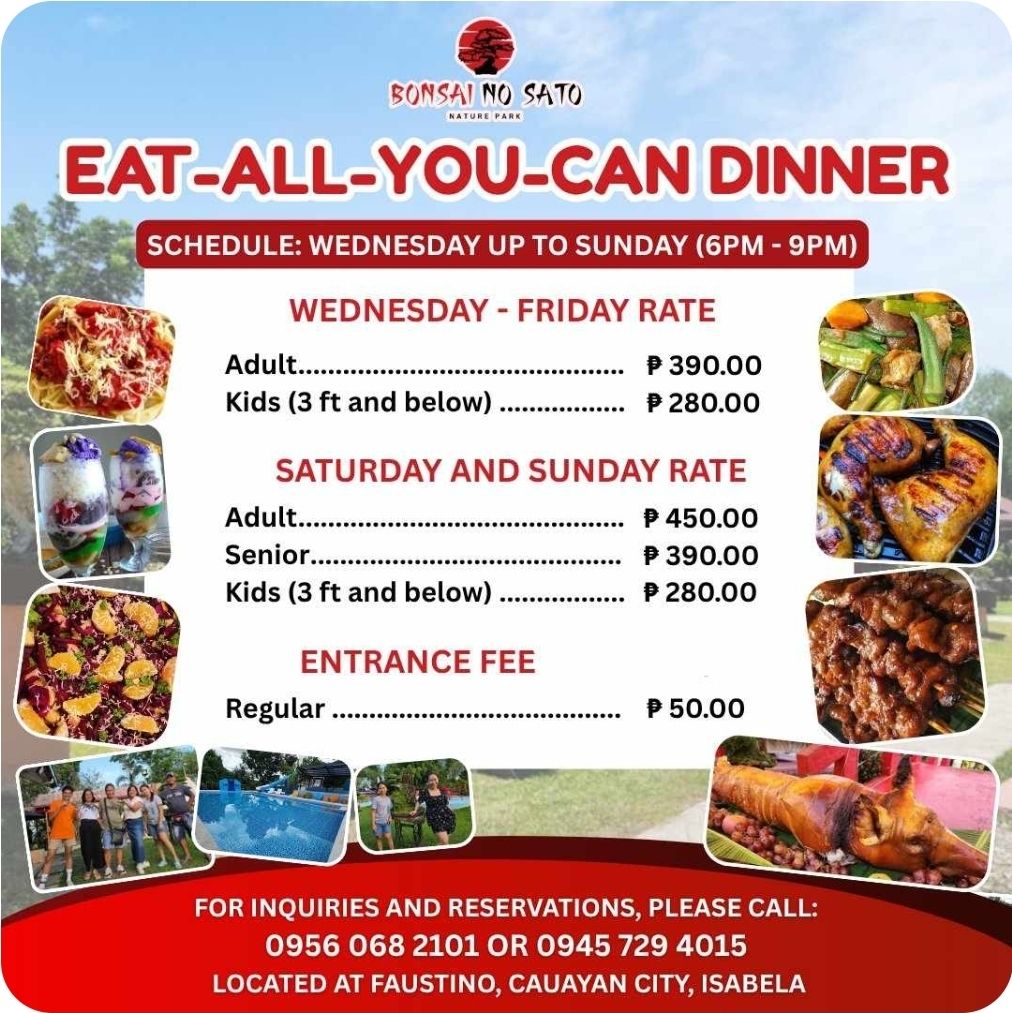 BONSAI NO SATO
NATURE PARK
EAT-ALL-YOU-CAN DINNER
SCHEDULE: WEDNESDAY UP TO SUNDAY (6PM - 9PM)
WEDNESDAY - FRIDAY RATE
Adult............................................ ₱ 390.00
Kids (3 ft and below) ................. ₱ 280.00
SATURDAY AND SUNDAY RATE
Adult............................................ ₱ 450.00
Senior.......................................... ₱ 390.00
Kids (3 ft and below) ................. ₱ 280.00
ENTRANCE FEE
Regular ....................................... ₱ 50.00
FOR INQUIRIES AND RESERVATIONS, PLEASE CALL:
0956 068 2101 OR 0945 729 4015
LOCATED AT FAUSTINO, CAUAYAN CITY, ISABELA